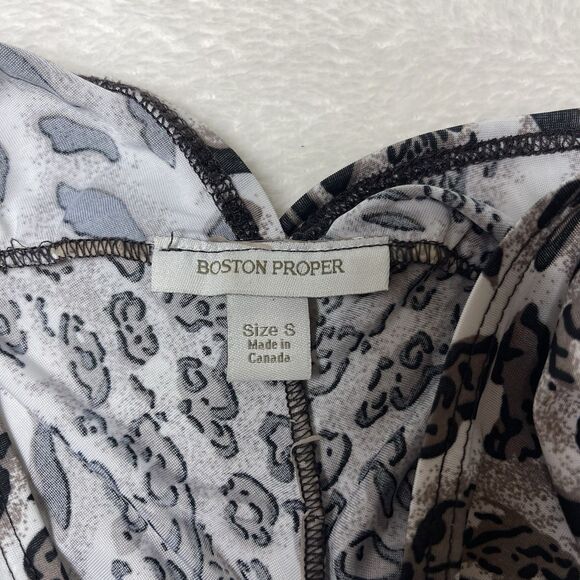 BOSTON PROPER
Size S
Made in
Canada